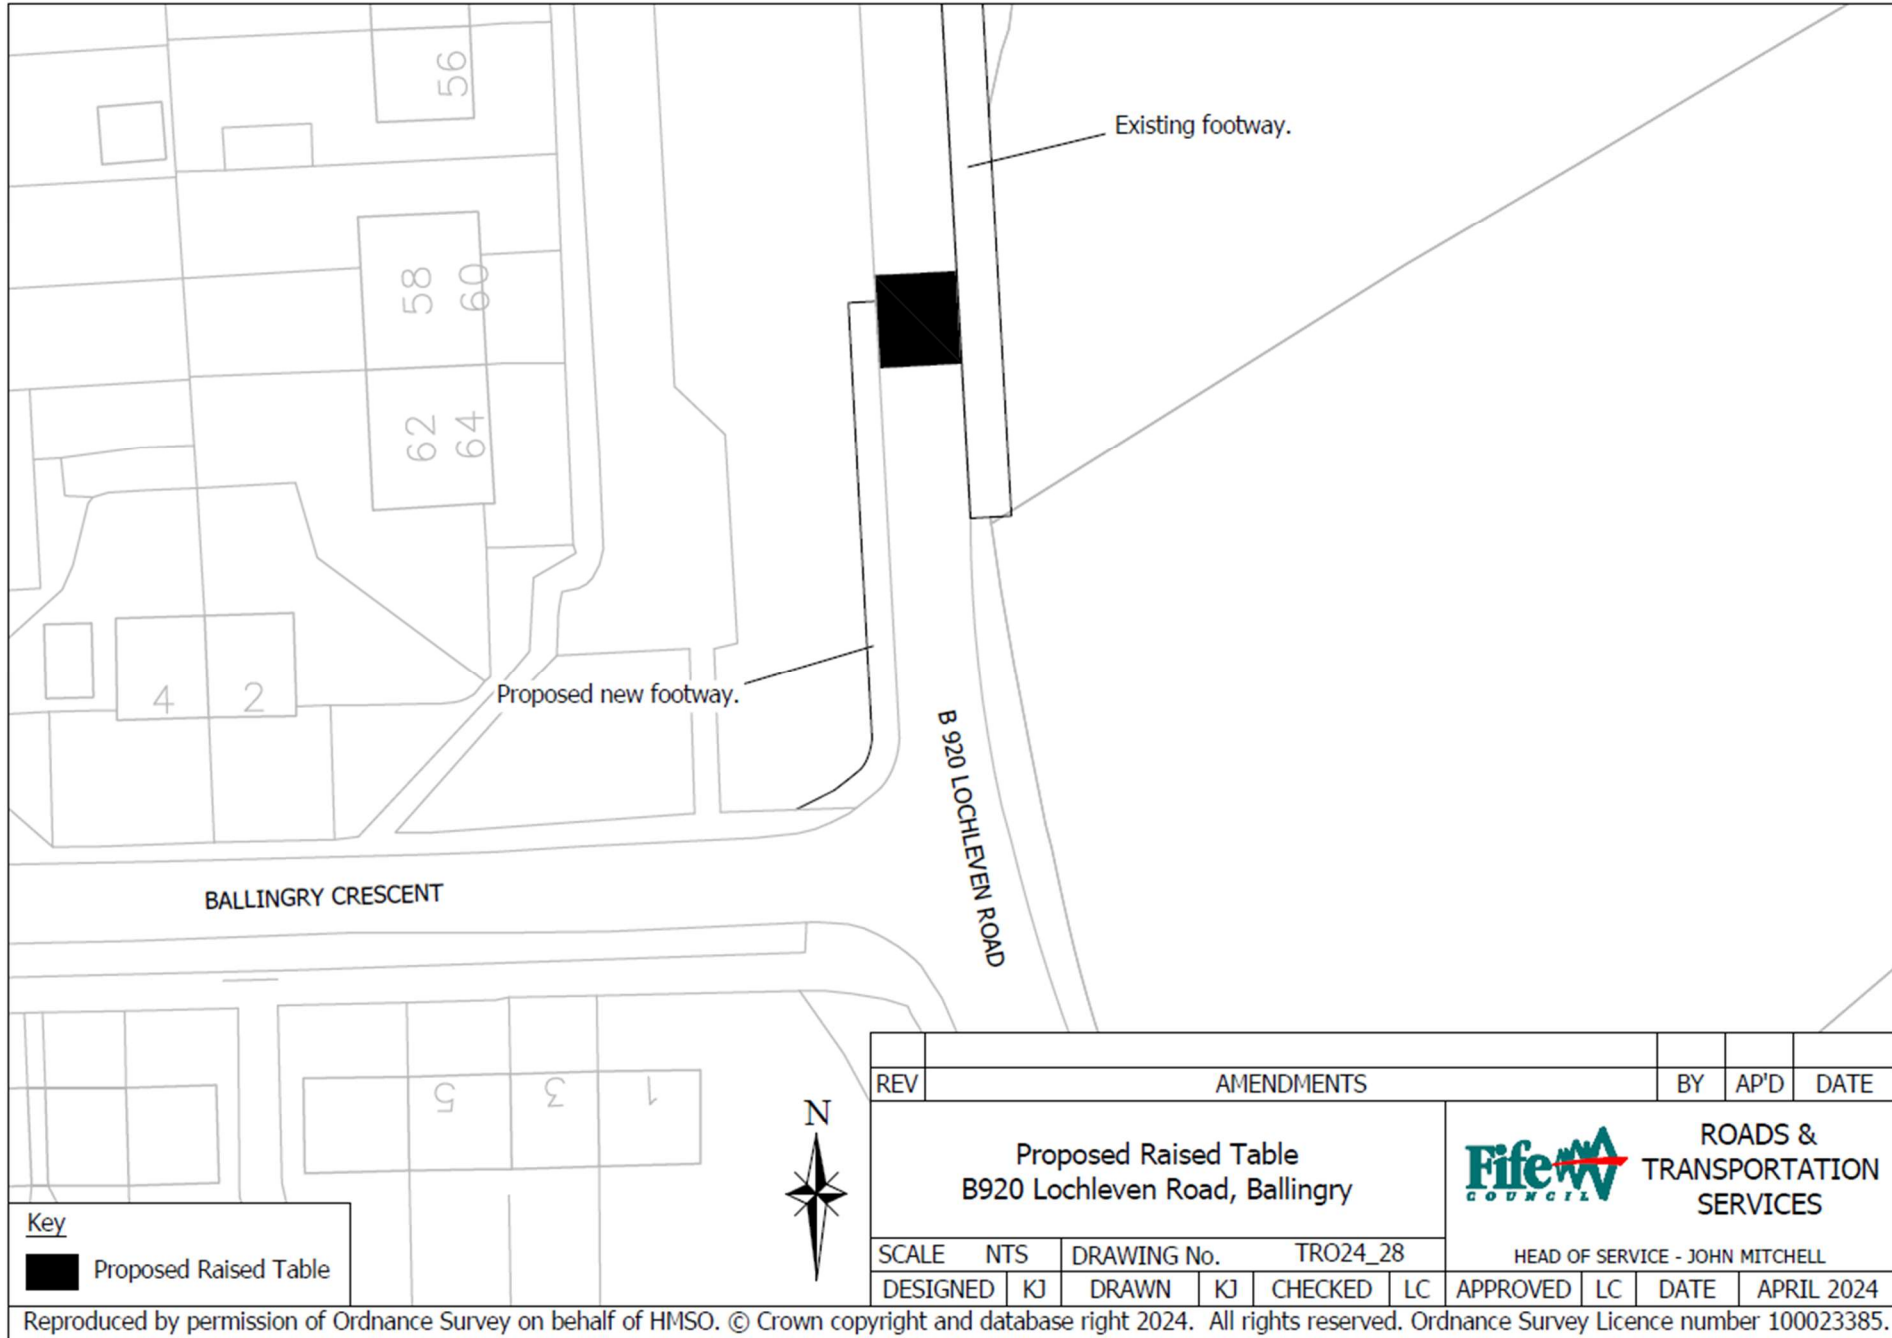 56
Existing footway.
58
60
62
64
4
2
Proposed new footway.
B 920 LOCHLEVEN ROAD
BALLINGRY CRESCENT
5
3
1
N
Key
Proposed Raised Table
REV AMENDMENTS BY AP'D DATE
Proposed Raised Table
B920 Lochleven Road, Ballingry
Fife
COUNCIL
ROADS &
TRANSPORTATION
SERVICES
HEAD OF SERVICE - JOHN MITCHELL
SCALE NTS DRAWING No. TRO24_28
DESIGNED KJ DRAWN KJ CHECKED LC APPROVED LC DATE APRIL 2024
Reproduced by permission of Ordnance Survey on behalf of HMSO. © Crown copyright and database right 2024. All rights reserved. Ordnance Survey Licence number 100023385.